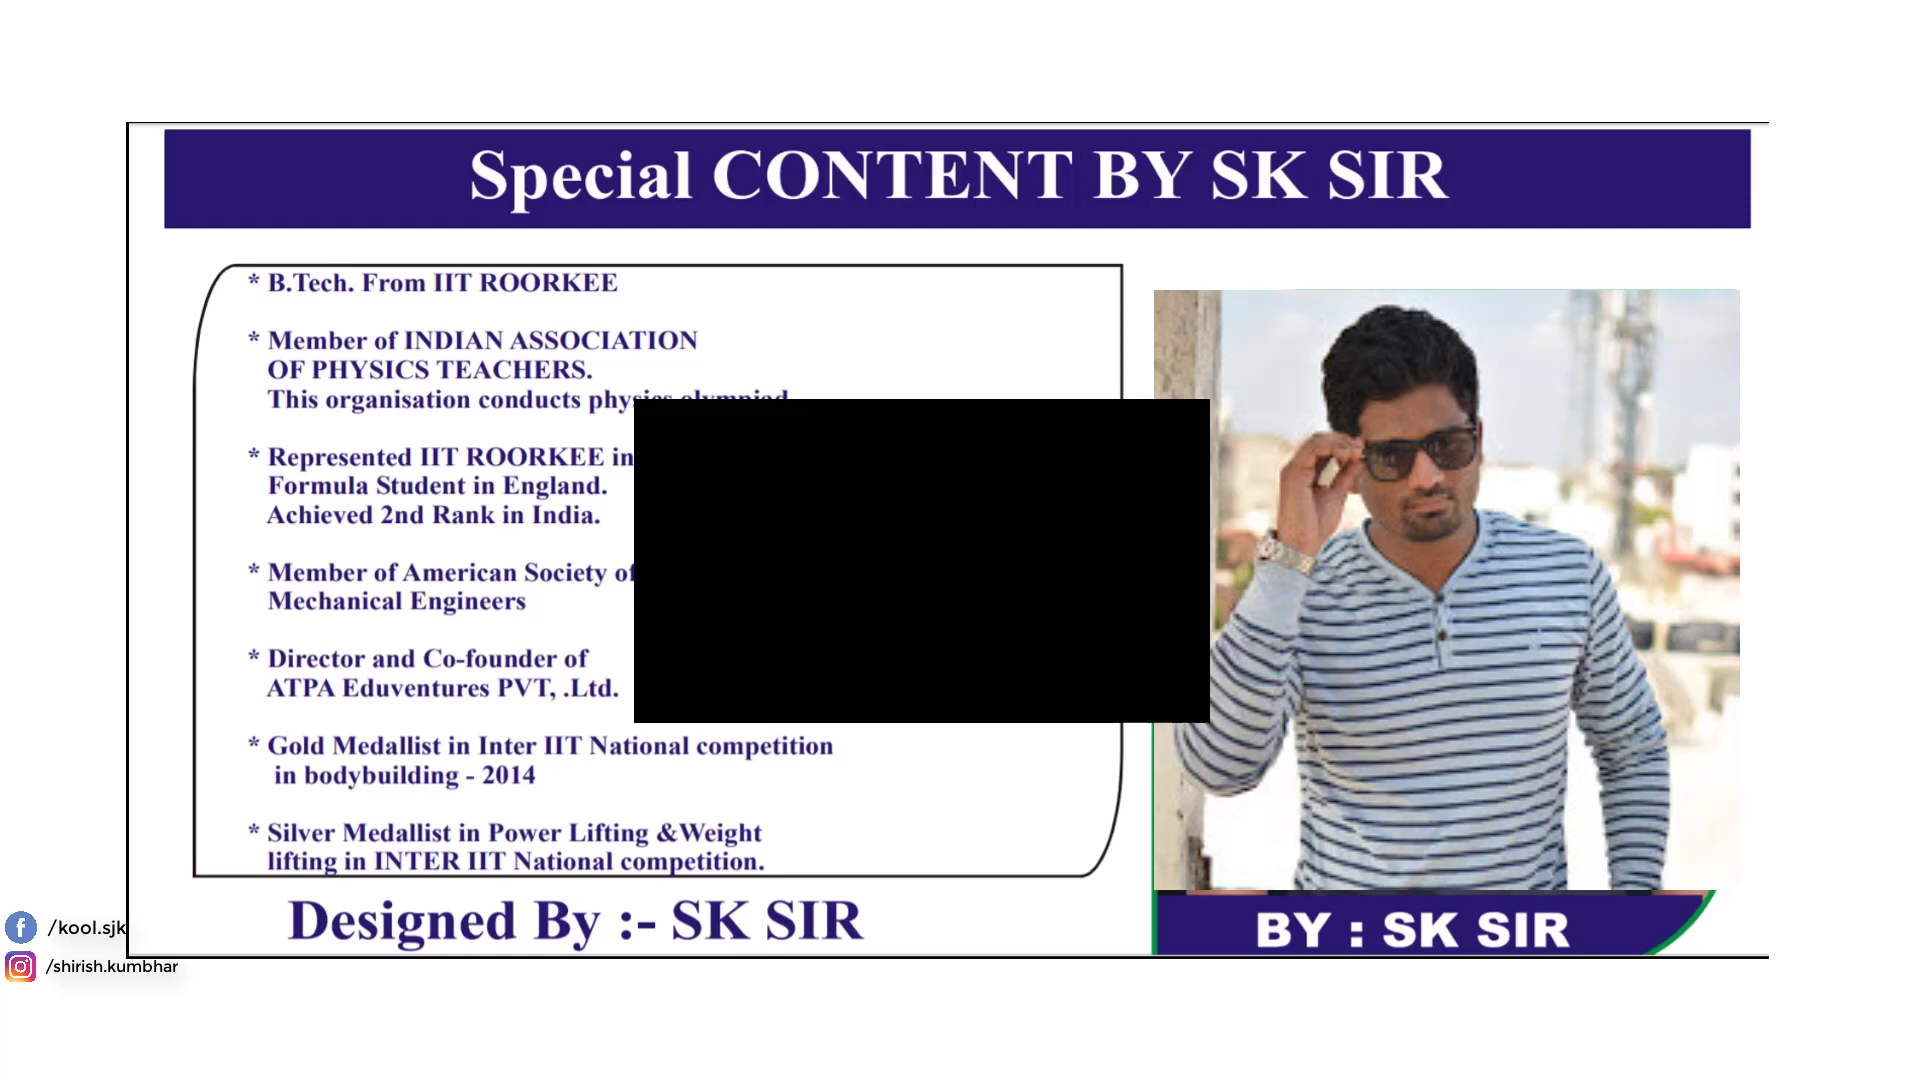 Special CONTENT BY SK SIR
* B.Tech. From IIT ROORKEE
* Member of INDIAN ASSOCIATION
OF PHYSICS TEACHERS.
This organisation conducts physics olympiad
* Represented IIT ROORKEE in
Formula Student in England.
Achieved 2nd Rank in India.
* Member of American Society of
Mechanical Engineers
* Director and Co-founder of
ATPA Eduventures PVT, .Ltd.
* Gold Medallist in Inter IIT National competition
in bodybuilding - 2014
* Silver Medallist in Power Lifting &Weight
lifting in INTER IIT National competition.
Designed By :- SK SIR
BY : SK SIR
/kool.sjk
/shirish.kumbhar